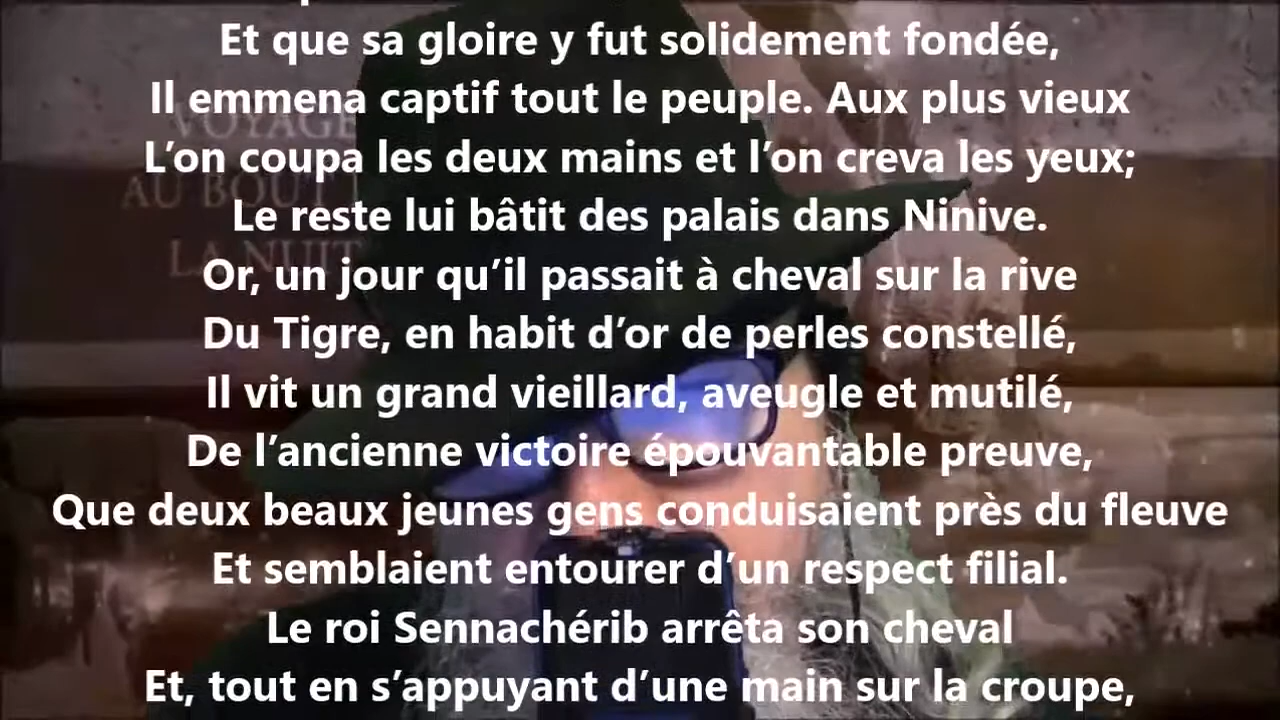 Et que sa gloire y fut solidement fondée,
Il emmena captif tout le peuple. Aux plus vieux
L’on coupa les deux mains et l’on creva les yeux;
Le reste lui bâtit des palais dans Ninive.
Or, un jour qu’il passait à cheval sur la rive
Du Tigre, en habit d’or de perles constellé,
Il vit un grand vieillard, aveugle et mutilé,
De l’ancienne victoire épouvantable preuve,
Que deux beaux jeunes gens conduisaient près du fleuve
Et semblaient entourer d’un respect filial.
Le roi Sennachérib arrêta son cheval
Et, tout en s’appuyant d’une main sur la croupe,
VOYAGE
AU BOUT
LA NUIT